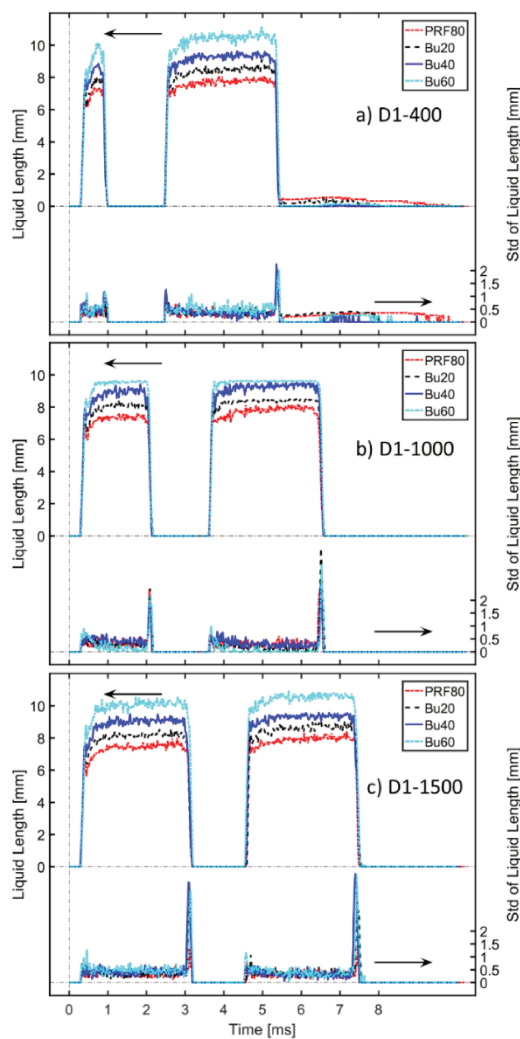 PRF80
Bu20
Bu40
Bu60
a) D1-400
Liquid Length [mm]
10
8
6
4
2
0
Std of Liquid Length [mm]
2
1.5
1
0.5
0
PRF80
Bu20
Bu40
Bu60
b) D1-1000
Liquid Length [mm]
10
8
6
4
2
0
Std of Liquid Length [mm]
2
1.5
1
0.5
0
PRF80
Bu20
Bu40
Bu60
c) D1-1500
Liquid Length [mm]
10
8
6
4
2
0
Std of Liquid Length [mm]
2
1.5
1
0.5
0
0 1 2 3 4 5 6 7 8
Time [ms]